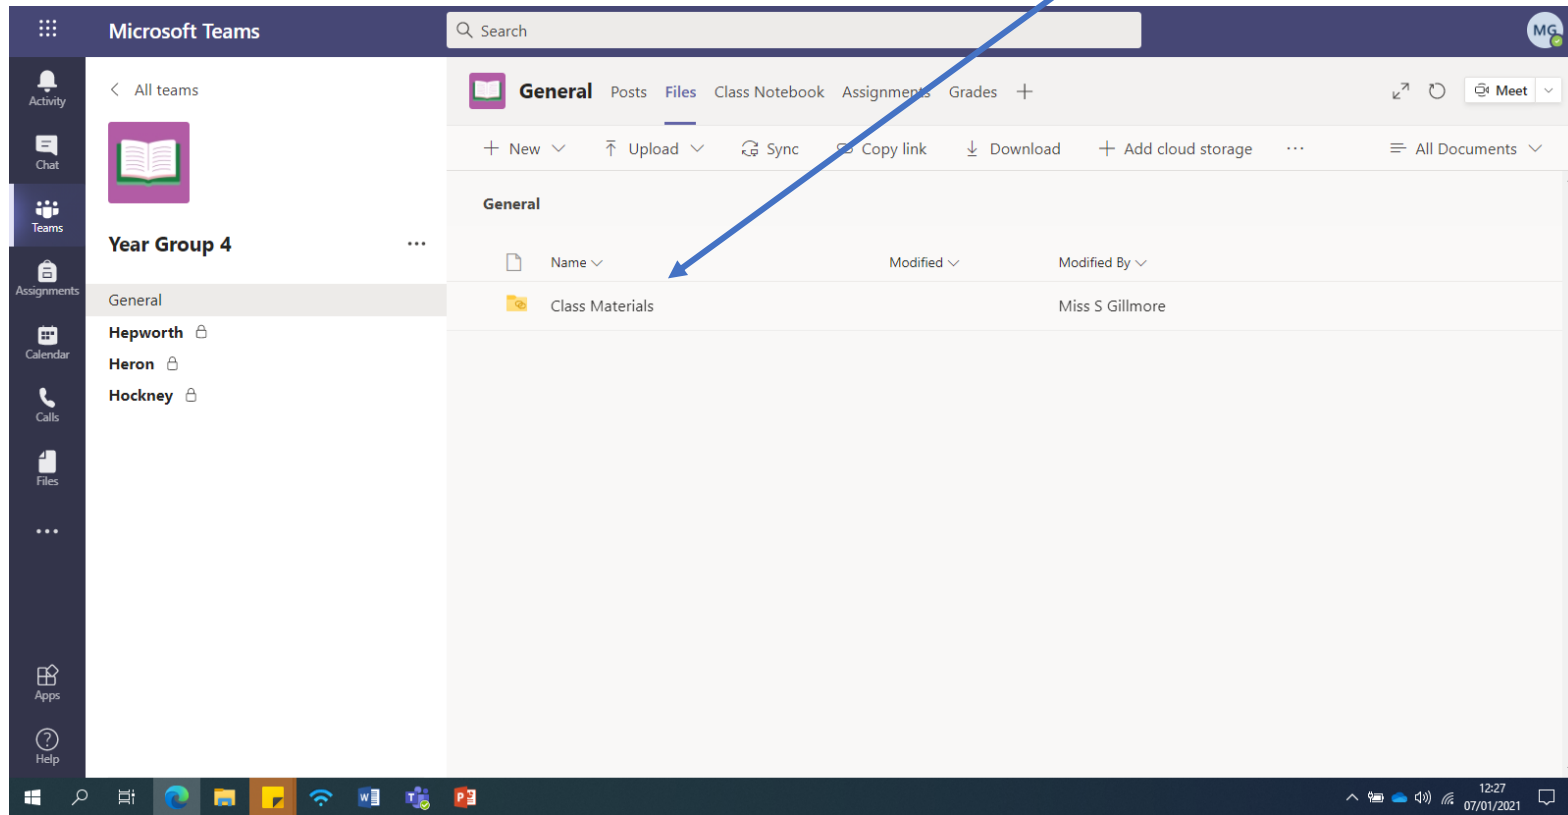 Microsoft Teams
Search
MG
Activity
Chat
Teams
Assignments
Calendar
Calls
Files
Apps
Help
All teams
Year Group 4
General
Hepworth
Heron
Hockney
General Posts Files Class Notebook Assignments Grades
Meet
New Upload Sync Copy link Download Add cloud storage ... All Documents
General
Name Modified Modified By
Class Materials Miss S Gillmore
12:27
07/01/2021